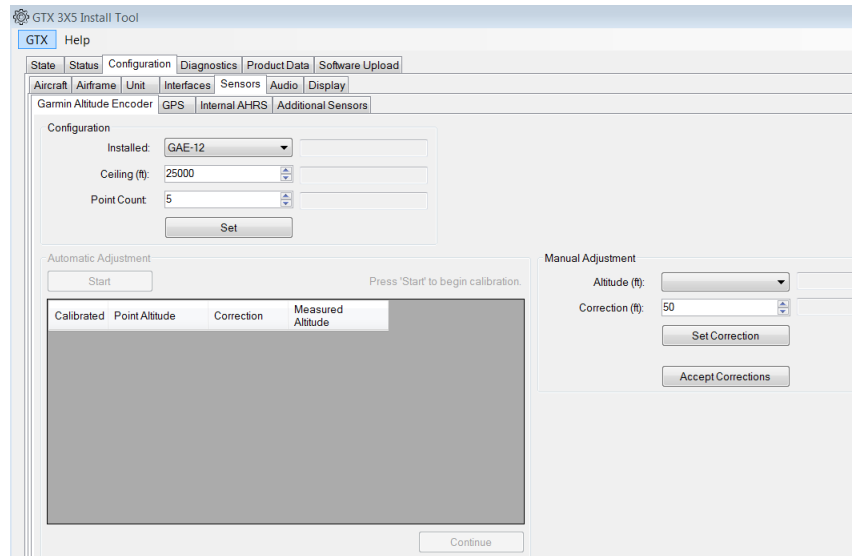 GTX 3X5 Install Tool
GTX Help
State Status Configuration Diagnostics Product Data Software Upload
Aircraft Airframe Unit Interfaces Sensors Audio Display
Garmin Altitude Encoder GPS Internal AHRS Additional Sensors
Configuration
Installed: GAE-12
Ceiling (ft): 25000
Point Count: 5
Set
Automatic Adjustment
Start Press 'Start' to begin calibration.
Calibrated Point Altitude Correction Measured Altitude
Continue
Manual Adjustment
Altitude (ft):
Correction (ft): 50
Set Correction
Accept Corrections